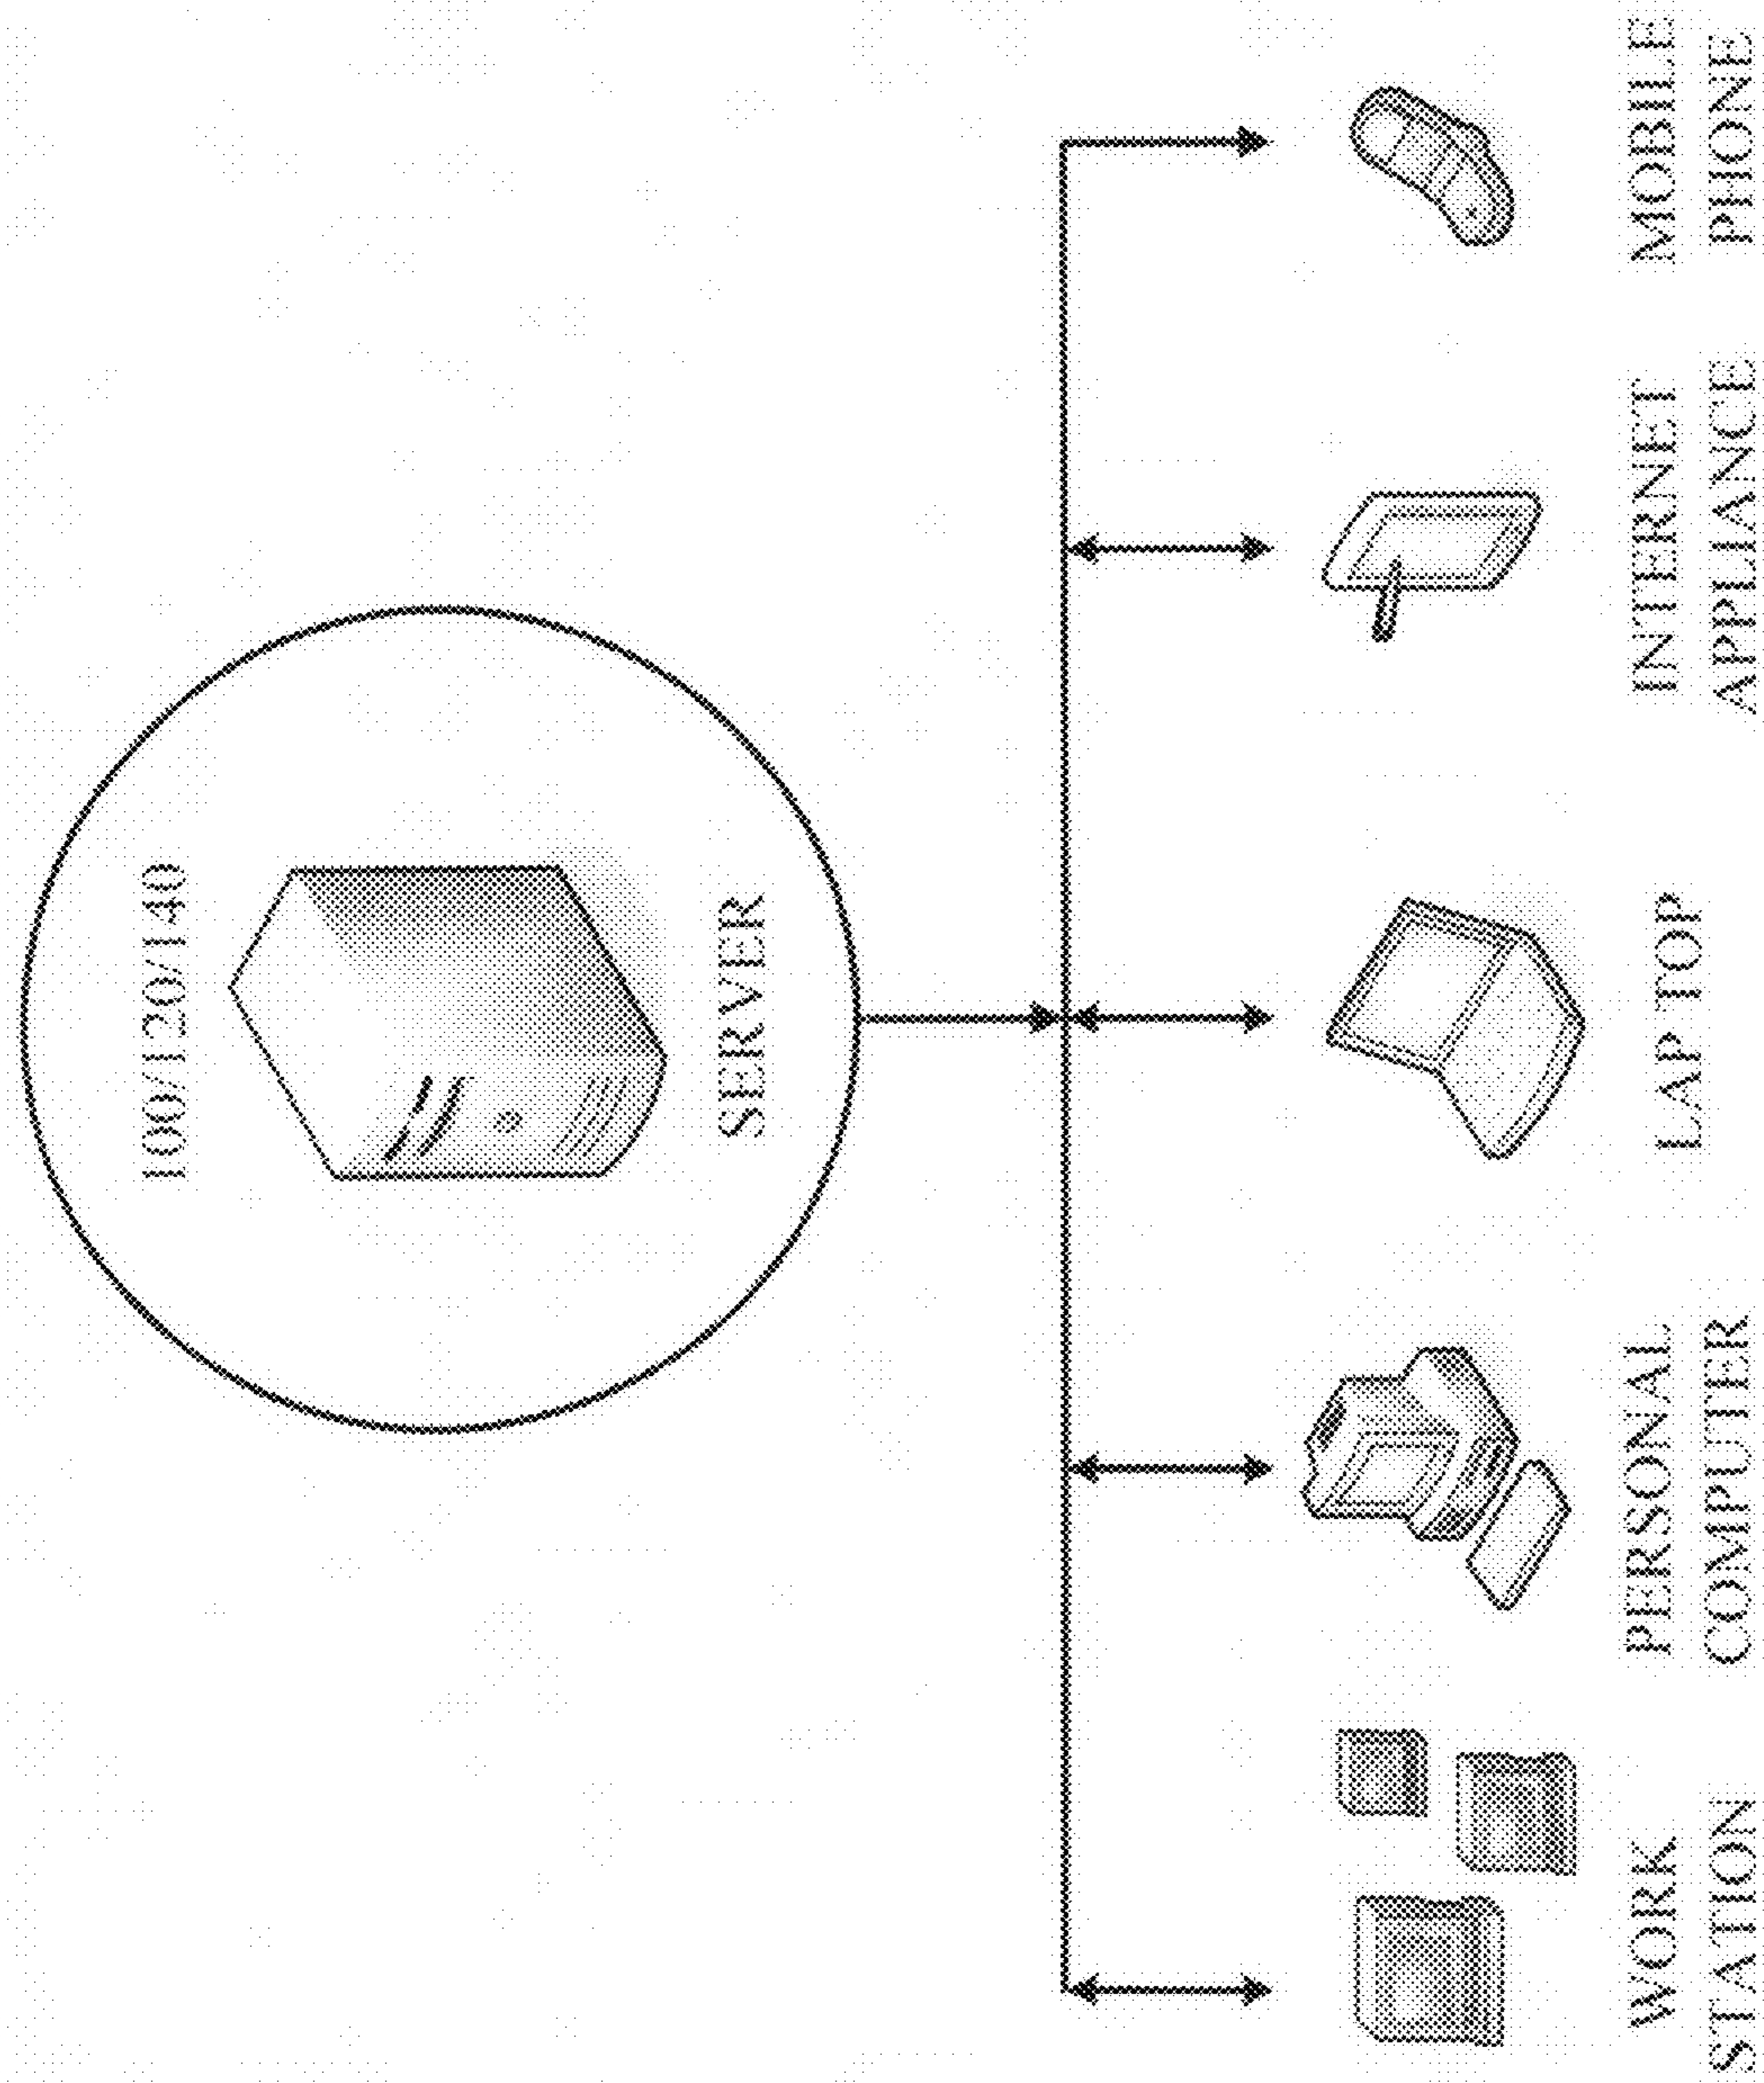 100/120/140
SERVER
WORK
STATION
PERSONAL
COMPUTER
LAP TOP
INTERNET
APPLIANCE
MOBILE
PHONE